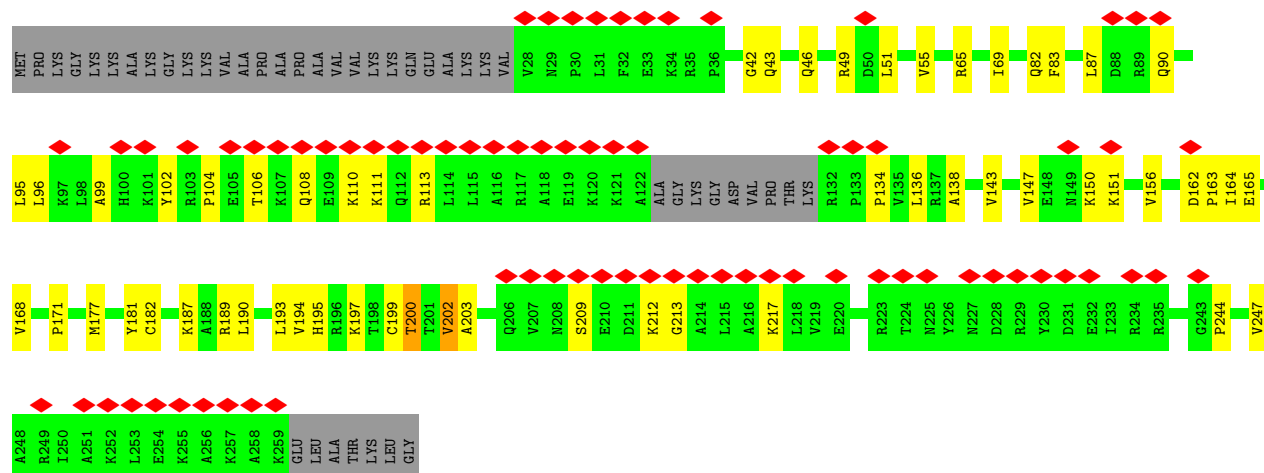 MET PRO LYS GLY LYS LYS ALA LYS GLY LYS LYS VAL ALA PRO ALA PRO ALA VAL VAL LYS LYS GLN GLU ALA LYS LYS VAL V28 N29 P30 L31 F32 E33 K34 R35 P36 G42 Q43 Q46 R49 D50 L51 V55 R65 I69 Q82 F83 L87 D88 R89 Q90
L95 L96 K97 L98 A99 H100 K101 Y102 R103 P104 E105 T106 K107 Q108 E109 K110 K111 Q112 R113 L114 L115 A116 R117 A118 E119 K120 K121 A122 ALA GLY LYS GLY ASP VAL PRO THR LYS R132 P133 P134 V135 L136 R137 A138 V143 V147 E148 N149 K150 K151 V156 D162 P163 I164 E165
V168 P171 M177 Y181 C182 K187 A188 R189 L190 L193 V194 H195 R196 K197 T198 C199 T200 T201 V202 A203 Q206 V207 N208 S209 E210 D211 K212 G213 A214 L215 A216 K217 L218 V219 E220 R223 T224 N225 Y226 N227 D228 R229 Y230 D231 E232 I233 R234 R235 G243 P244 V247
A248 R249 I250 A251 K252 L253 E254 K255 A256 K257 A258 K259 GLU LEU ALA THR LYS LEU GLY